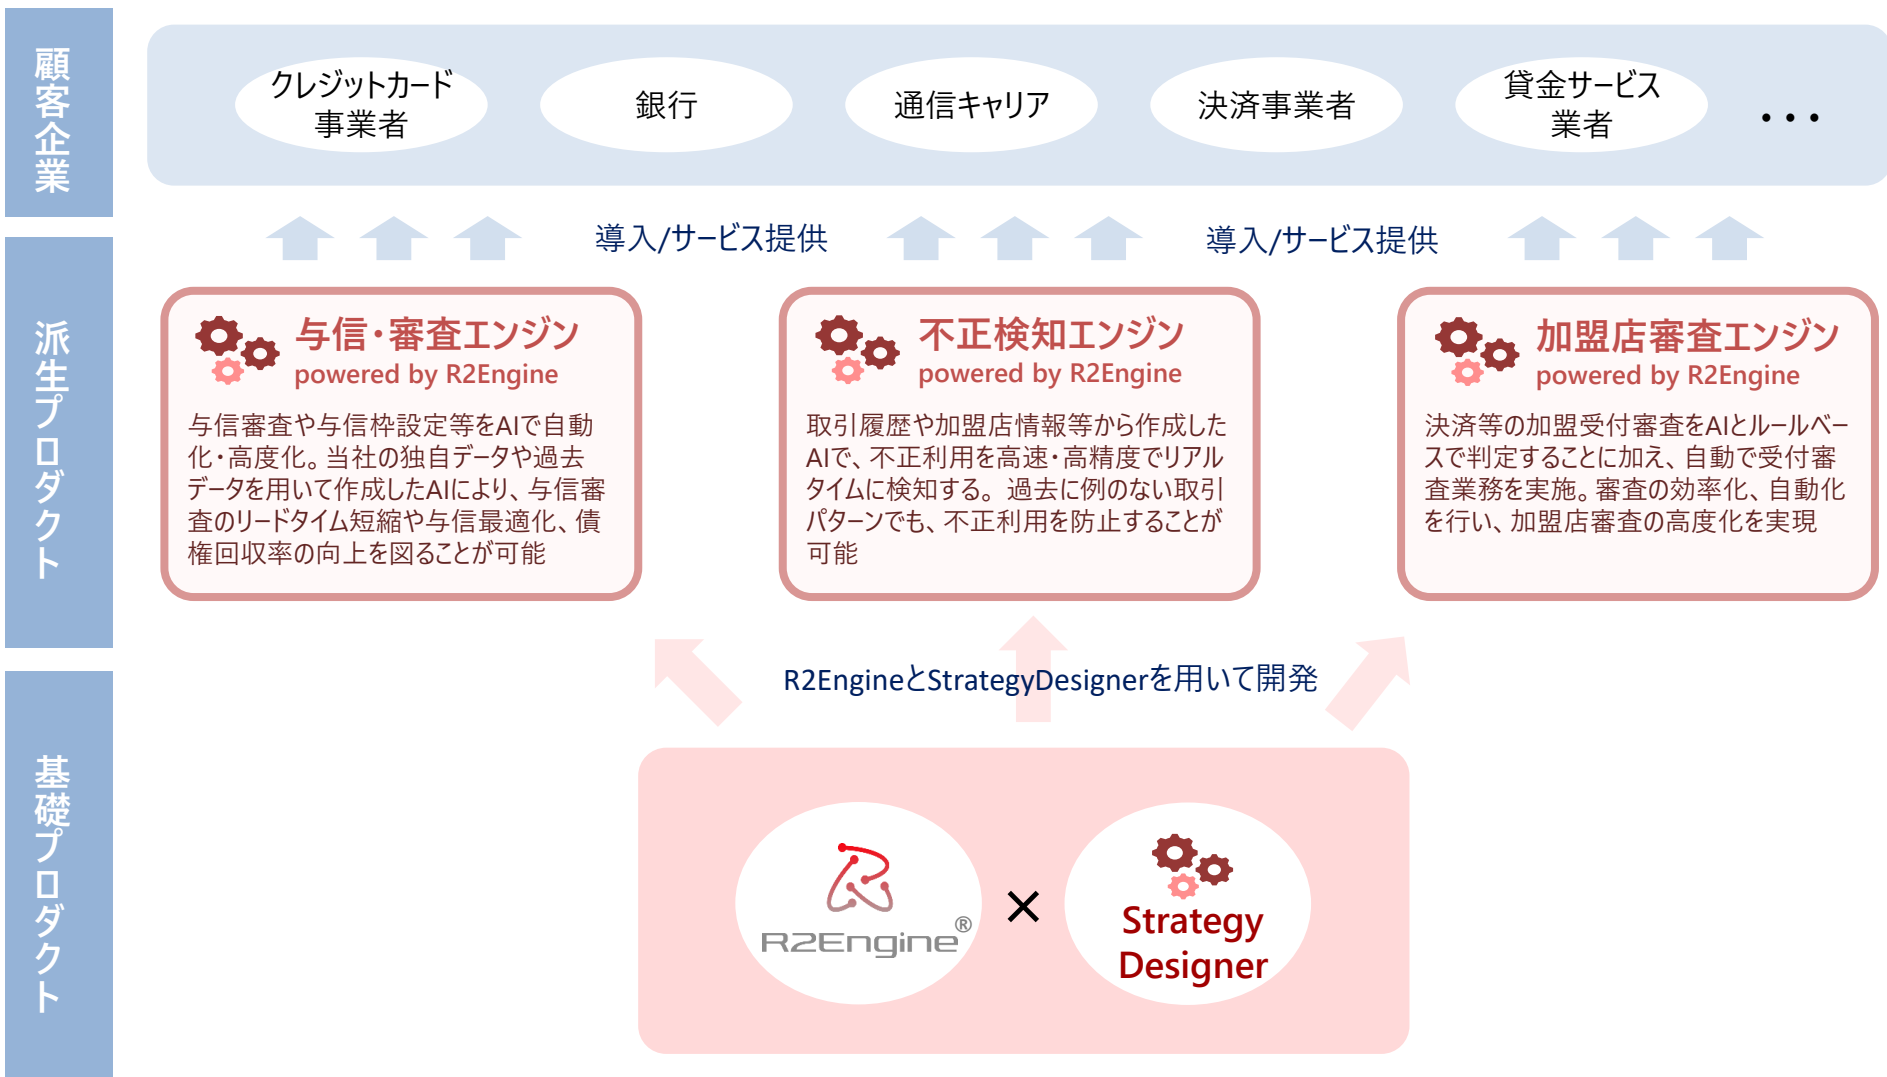 顧客企業
クレジットカード
事業者
銀行
通信キャリア
決済事業者
貸金サービス
業者
・・・
導入/サービス提供
導入/サービス提供
派生プロダクト
与信・審査エンジン
powered by R2Engine
与信審査や与信枠設定等をAIで自動
化・高度化。当社の独自データや過去
データを用いて作成したAIにより、与信審
査のリードタイム短縮や与信最適化、債
権回収率の向上を図ることが可能
不正検知エンジン
powered by R2Engine
取引履歴や加盟店情報等から作成した
AIで、不正利用を高速・高精度でリアル
タイムに検知する。過去に例のない取引
パターンでも、不正利用を防止することが
可能
加盟店審査エンジン
powered by R2Engine
決済等の加盟受付審査をAIとルールベー
スで判定することに加え、自動で受付審
査業務を実施。審査の効率化、自動化
を行い、加盟店審査の高度化を実現
R2EngineとStrategyDesignerを用いて開発
基礎プロダクト
R2Engine®
×
Strategy
Designer